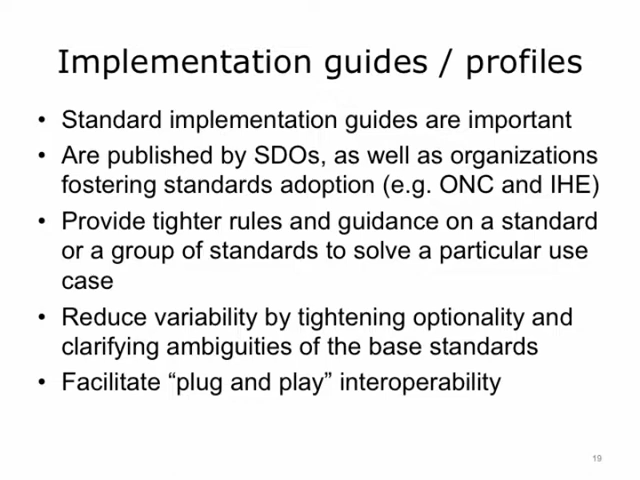 Implementation guides / profiles
• Standard implementation guides are important
• Are published by SDOs, as well as organizations
fostering standards adoption (e.g. ONC and IHE)
• Provide tighter rules and guidance on a standard
or a group of standards to solve a particular use
case
• Reduce variability by tightening optionality and
clarifying ambiguities of the base standards
• Facilitate “plug and play” interoperability
19